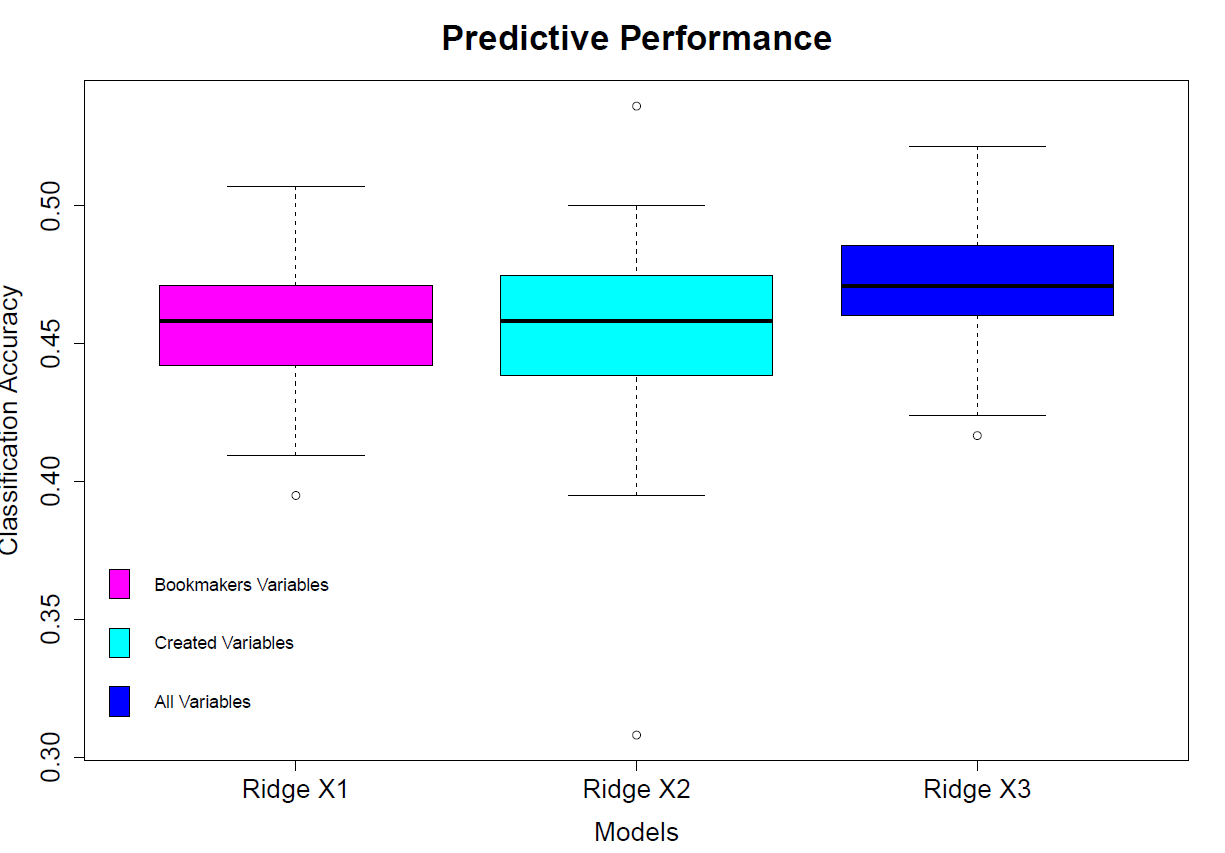 Predictive Performance
Classification Accuracy
0.50
0.45
0.40
0.35
0.30
Bookmakers Variables
Created Variables
All Variables
Ridge X1
Ridge X2
Ridge X3
Models